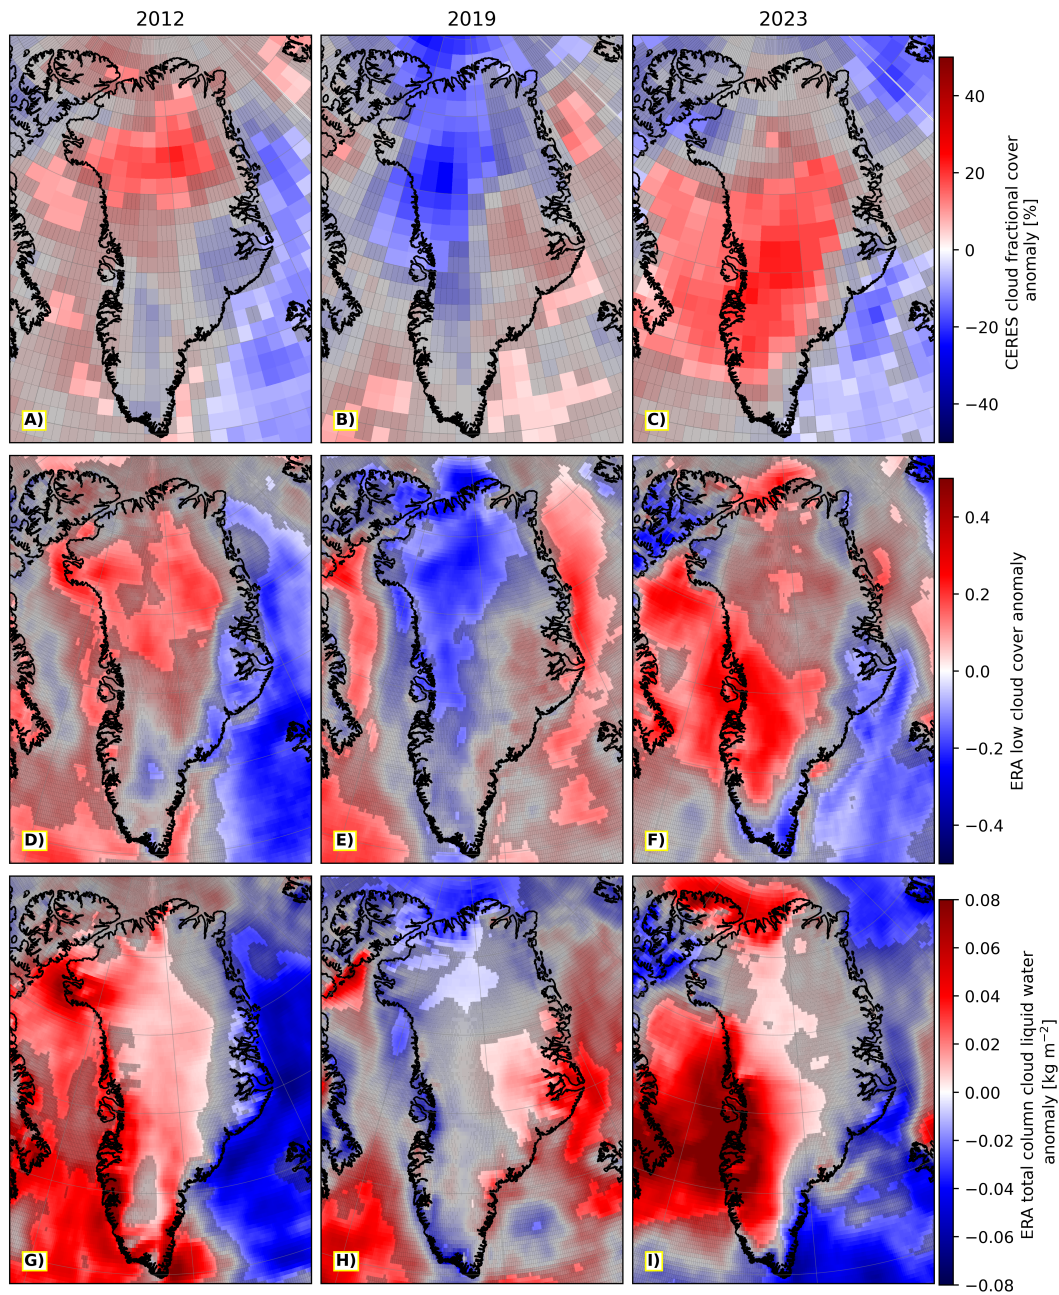 2012
2019
2023
A)
B)
C)
40
20
0
−20
−40
CERES cloud fractional cover
anomaly [%]
D)
E)
F)
0.4
0.2
0.0
−0.2
−0.4
ERA low cloud cover anomaly
G)
H)
I)
0.08
0.06
0.04
0.02
0.00
−0.02
−0.04
−0.06
−0.08
ERA total column cloud liquid water
anomaly [kg m⁻²]